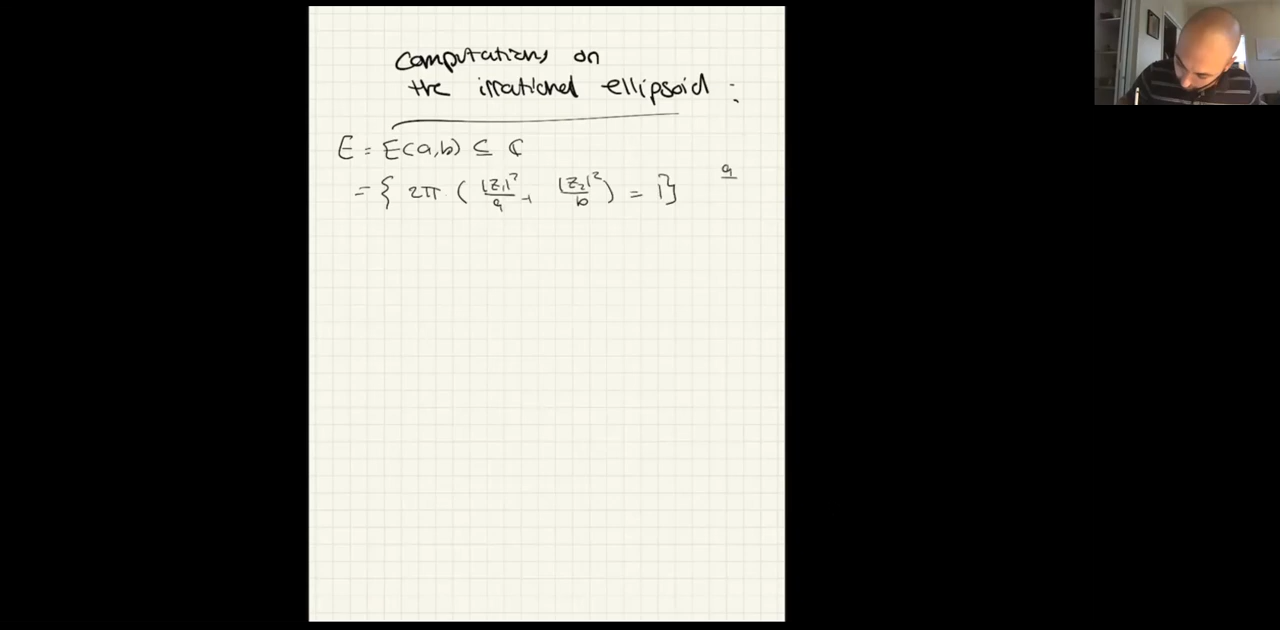 Computations on
the irrational ellipsoid :
E = E(a,b) ⊆ ℂ
= { 2π ( |z₁|²/a + |z₂|²/b ) = 1}
a